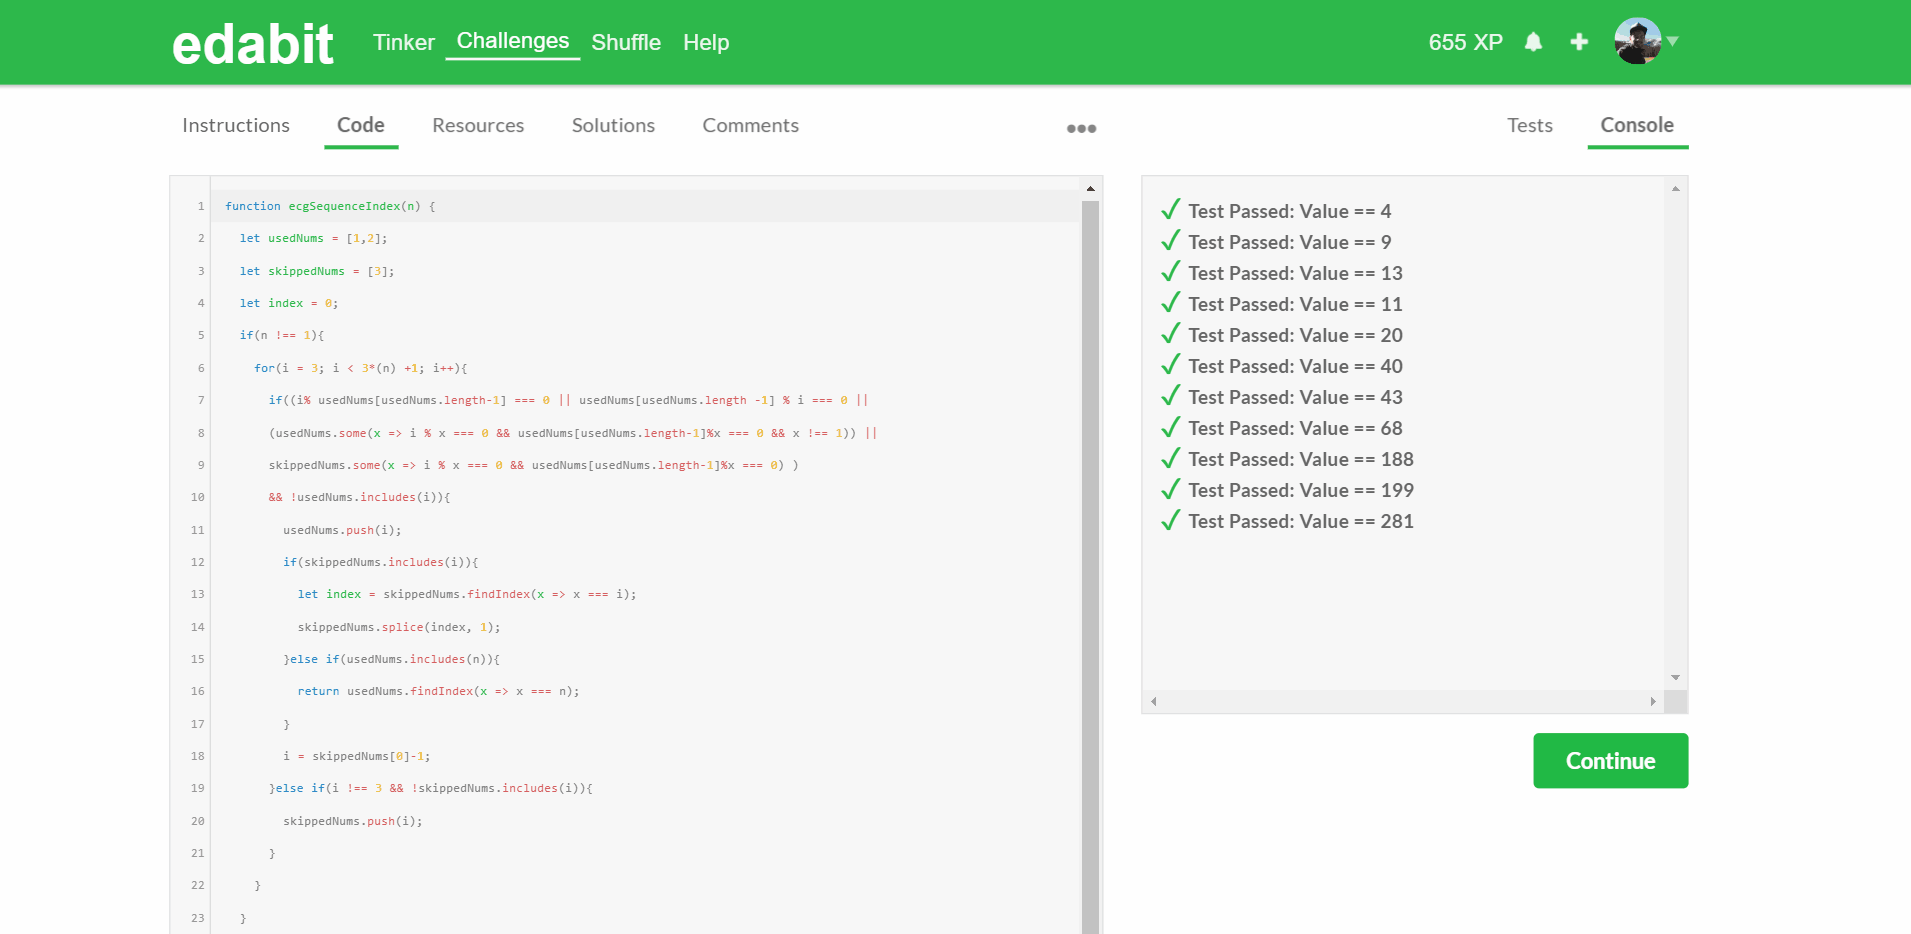 edabit Tinker Challenges Shuffle Help 655 XP
Instructions Code Resources Solutions Comments Tests Console
1 function ecgSequenceIndex(n) {
2 let usedNums = [1,2];
3 let skippedNums = [3];
4 let index = 0;
5 if(n !== 1){
6 for(i = 3; i < 3*(n) +1; i++){
7 if((i% usedNums[usedNums.length-1] === 0 || usedNums[usedNums.length -1] % i === 0 ||
8 (usedNums.some(x => i % x === 0 && usedNums[usedNums.length-1]%x === 0 && x !== 1)) ||
9 skippedNums.some(x => i % x === 0 && usedNums[usedNums.length-1]%x === 0) )
10 && !usedNums.includes(i)){
11 usedNums.push(i);
12 if(skippedNums.includes(i)){
13 let index = skippedNums.findIndex(x => x === i);
14 skippedNums.splice(index, 1);
15 }else if(usedNums.includes(n)){
16 return usedNums.findIndex(x => x === n);
17 }
18 i = skippedNums[0]-1;
19 }else if(i !== 3 && !skippedNums.includes(i)){
20 skippedNums.push(i);
21 }
22 }
23 }
Test Passed: Value == 4
Test Passed: Value == 9
Test Passed: Value == 13
Test Passed: Value == 11
Test Passed: Value == 20
Test Passed: Value == 40
Test Passed: Value == 43
Test Passed: Value == 68
Test Passed: Value == 188
Test Passed: Value == 199
Test Passed: Value == 281
Continue